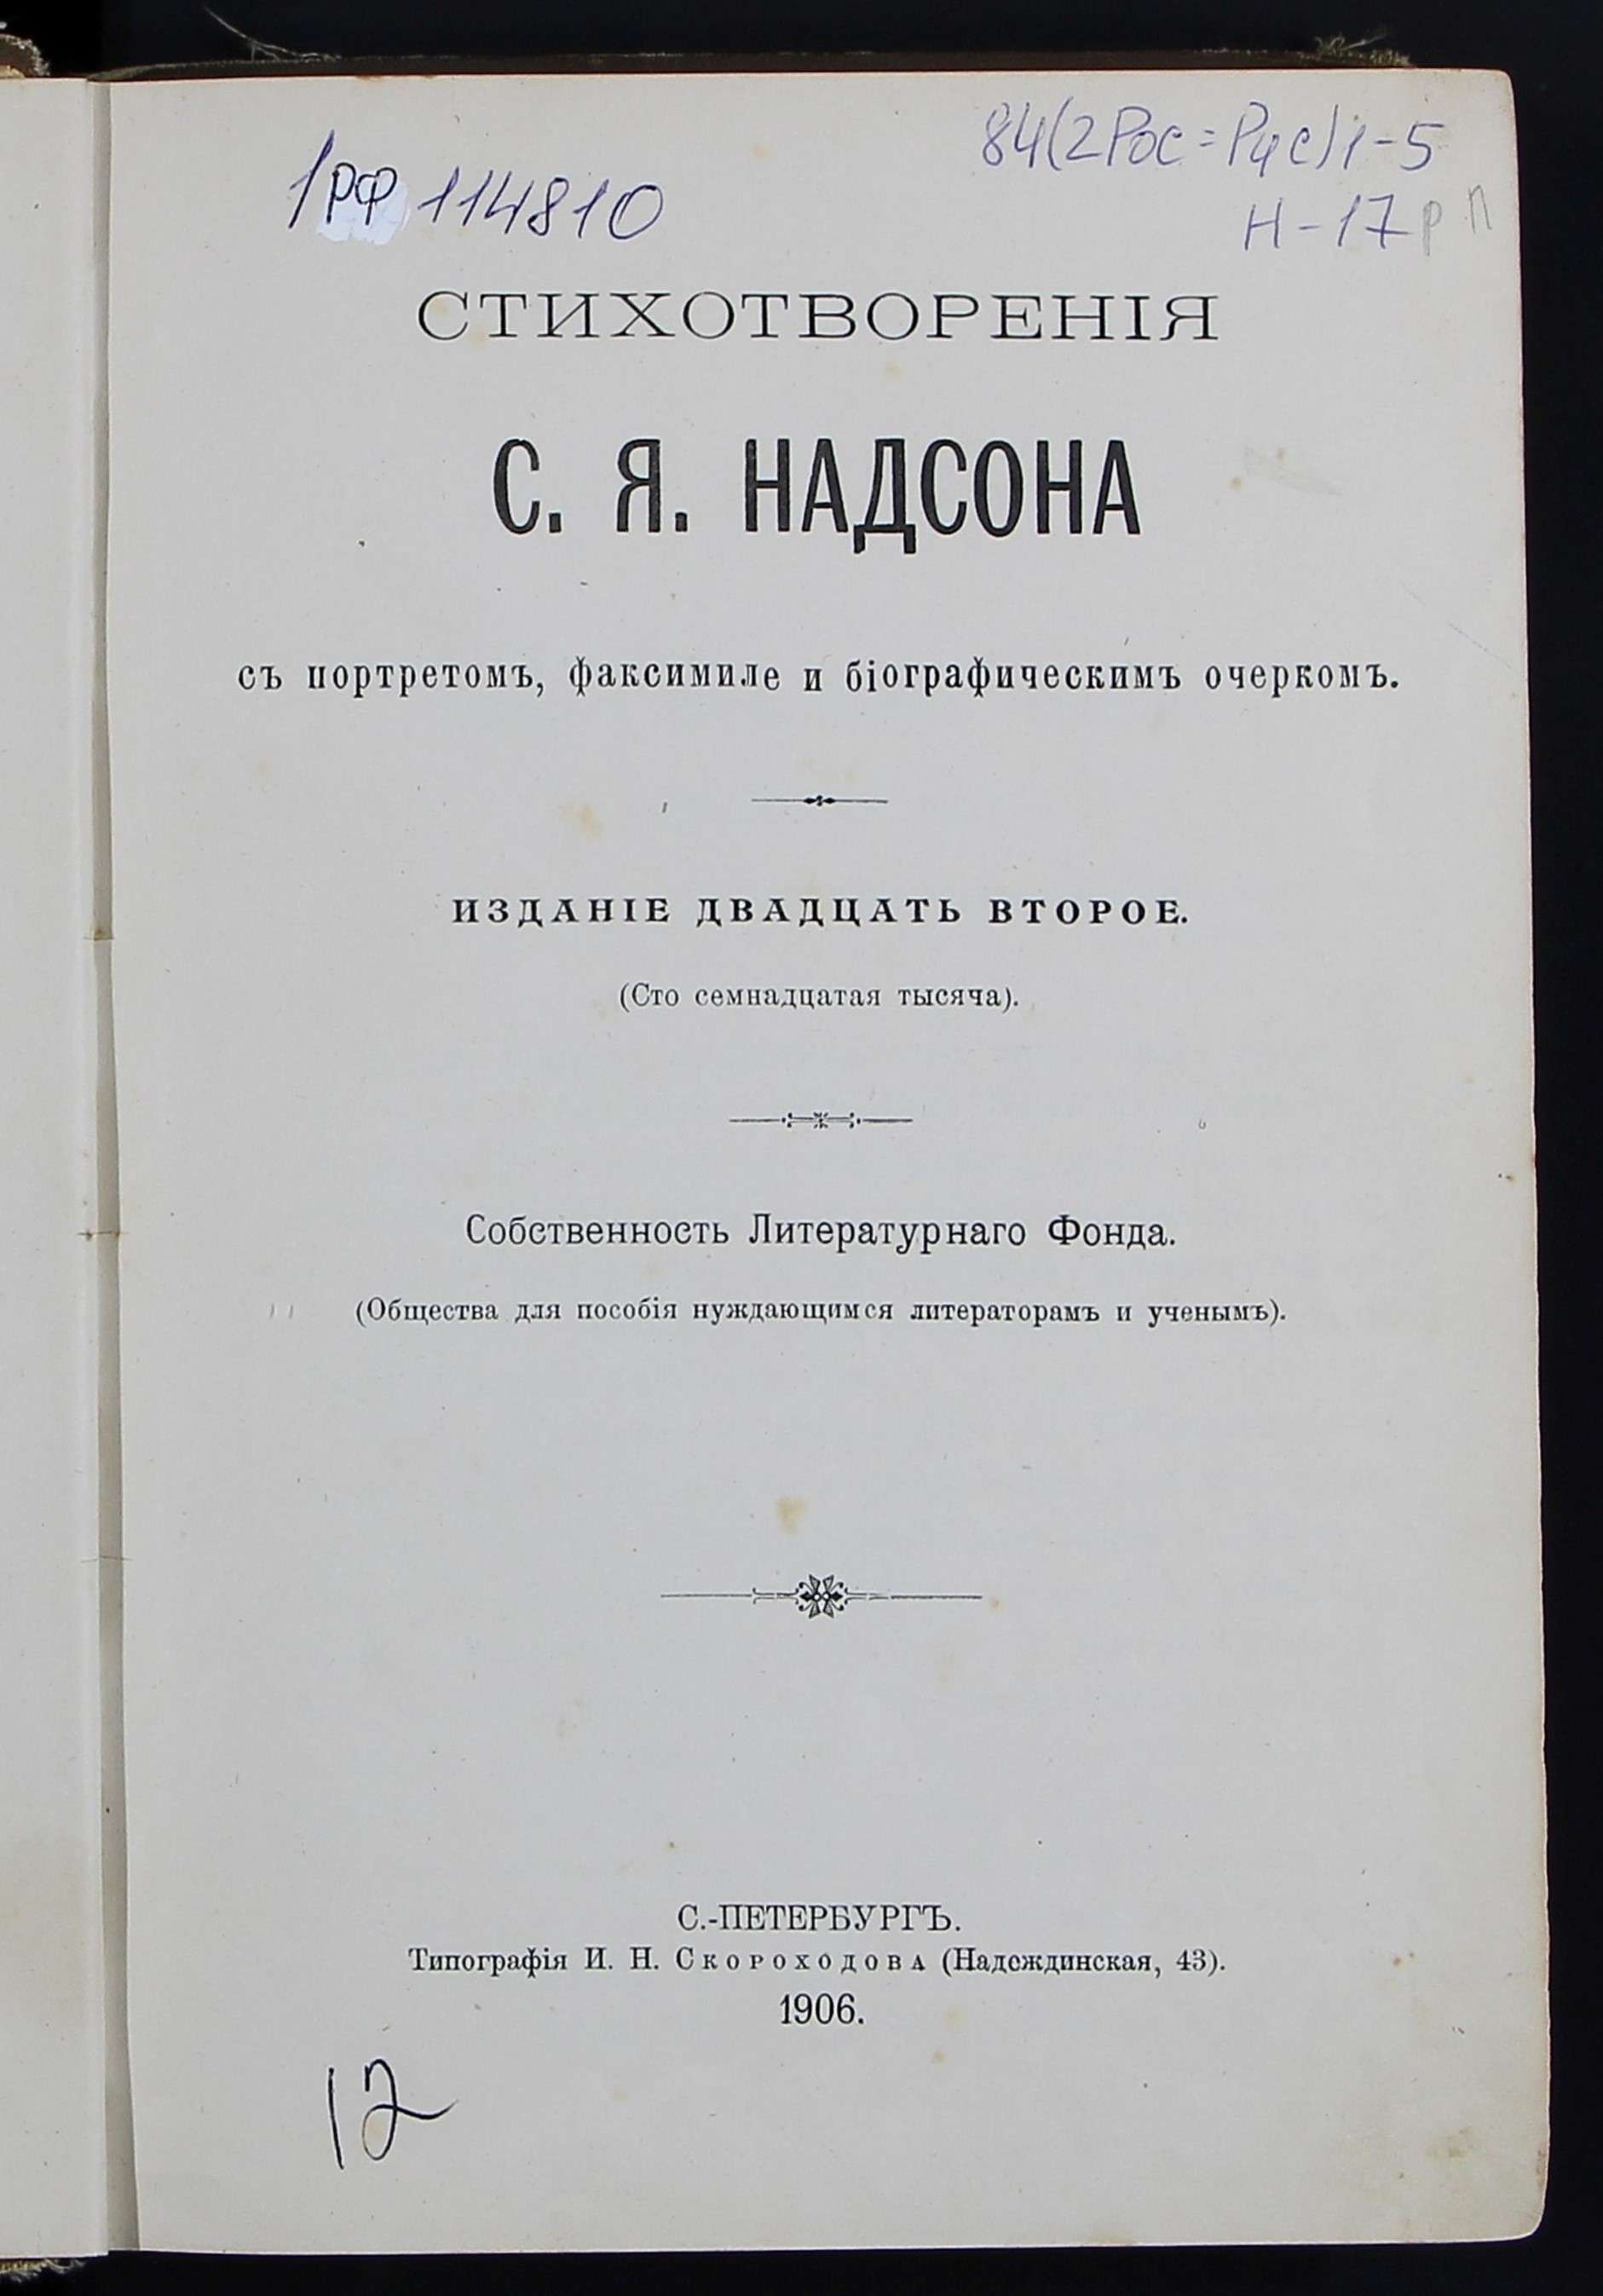 84(2Рос=Рус)1-5
1РФ 114810
Н-17 р п
СТИХОТВОРЕНІЯ
С. Я. НАДСОНА
съ портретомъ, факсимиле и біографическимъ очеркомъ.
ИЗДАНІЕ ДВАДЦАТЬ ВТОРОЕ.
(Сто семнадцатая тысяча).
Собственность Литературнаго Фонда.
(Общества для пособія нуждающимся литераторамъ и ученымъ).
С.-ПЕТЕРБУРГЪ.
Типографія И. Н. Скороходова (Надеждинская, 43).
1906.
12